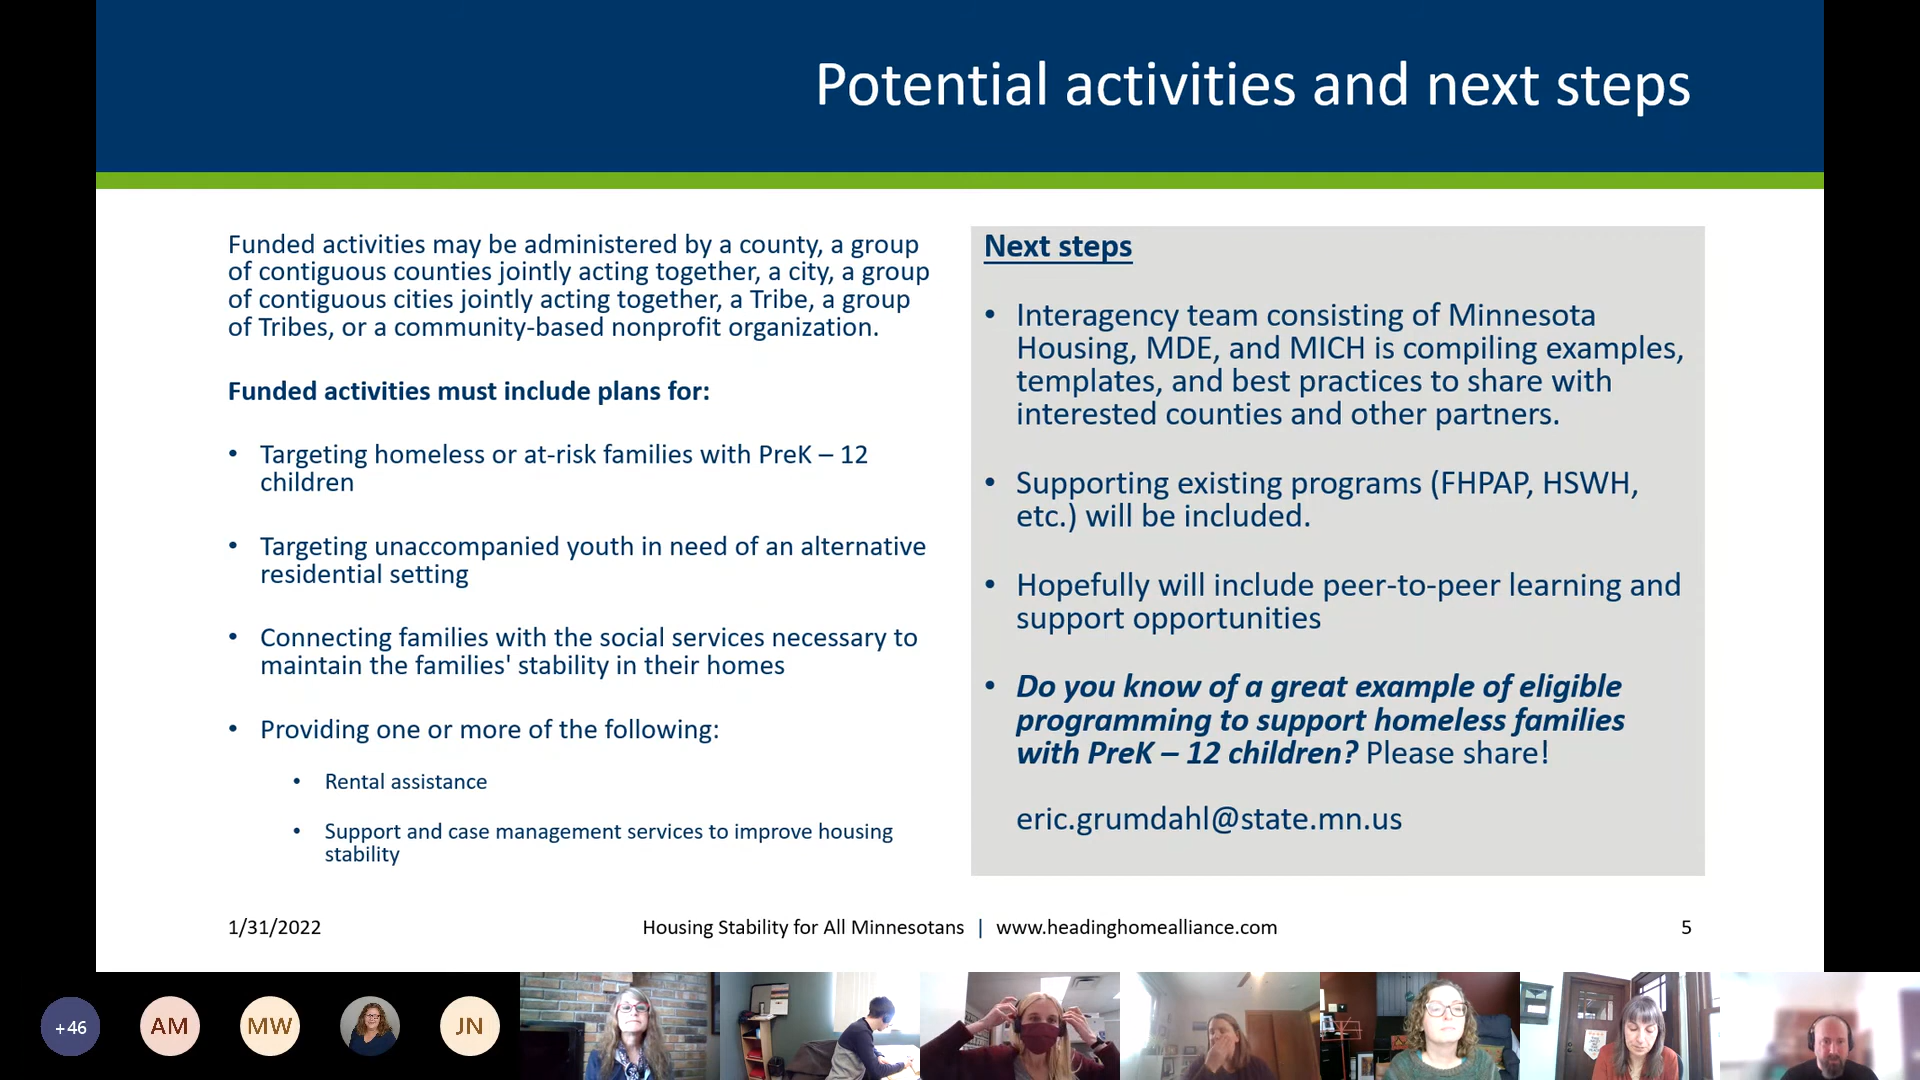 Potential activities and next steps
Funded activities may be administered by a county, a group
of contiguous counties jointly acting together, a city, a group
of contiguous cities jointly acting together, a Tribe, a group
of Tribes, or a community-based nonprofit organization.
Funded activities must include plans for:
• Targeting homeless or at-risk families with PreK – 12
children
• Targeting unaccompanied youth in need of an alternative
residential setting
• Connecting families with the social services necessary to
maintain the families' stability in their homes
• Providing one or more of the following:
• Rental assistance
• Support and case management services to improve housing
stability
Next steps
• Interagency team consisting of Minnesota
Housing, MDE, and MICH is compiling examples,
templates, and best practices to share with
interested counties and other partners.
• Supporting existing programs (FHPAP, HSWH,
etc.) will be included.
• Hopefully will include peer-to-peer learning and
support opportunities
• Do you know of a great example of eligible
programming to support homeless families
with PreK – 12 children? Please share!
eric.grumdahl@state.mn.us
1/31/2022
Housing Stability for All Minnesotans | www.headinghomealliance.com
5
+46
AM
MW
JN